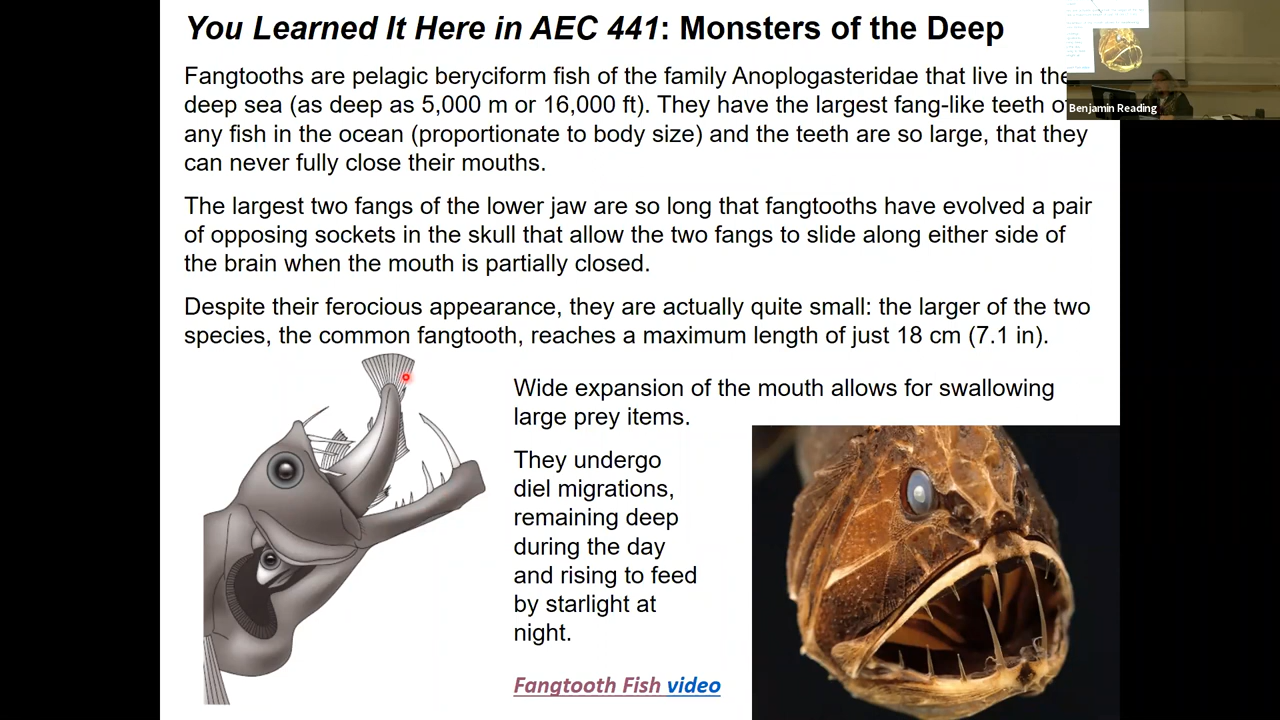 You Learned It Here in AEC 441: Monsters of the Deep
Fangtooths are pelagic beryciform fish of the family Anoplogasteridae that live in the
deep sea (as deep as 5,000 m or 16,000 ft). They have the largest fang-like teeth of
any fish in the ocean (proportionate to body size) and the teeth are so large, that they
can never fully close their mouths.
The largest two fangs of the lower jaw are so long that fangtooths have evolved a pair
of opposing sockets in the skull that allow the two fangs to slide along either side of
the brain when the mouth is partially closed.
Despite their ferocious appearance, they are actually quite small: the larger of the two
species, the common fangtooth, reaches a maximum length of just 18 cm (7.1 in).
Wide expansion of the mouth allows for swallowing
large prey items.
They undergo
diel migrations,
remaining deep
during the day
and rising to feed
by starlight at
night.
Fangtooth Fish video
Benjamin Reading